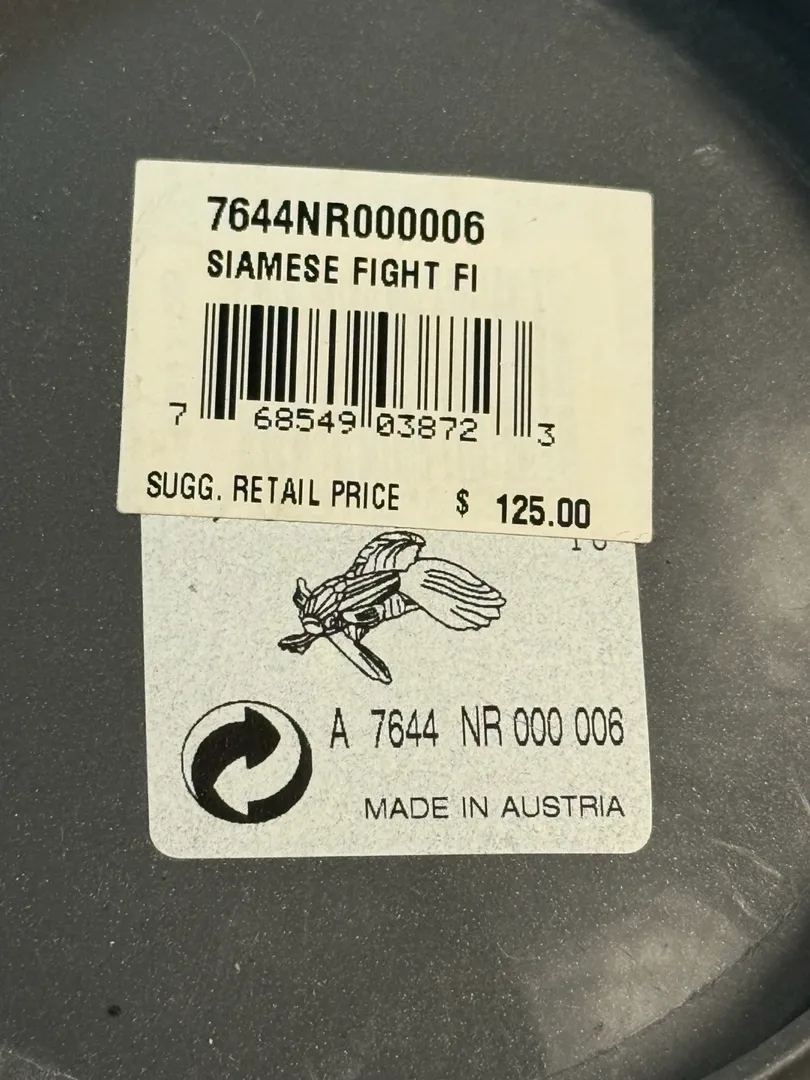 7644NR000006
SIAMESE FIGHT FI
7 68549 03872 3
SUGG. RETAIL PRICE $ 125.00
A 7644 NR 000 006
MADE IN AUSTRIA